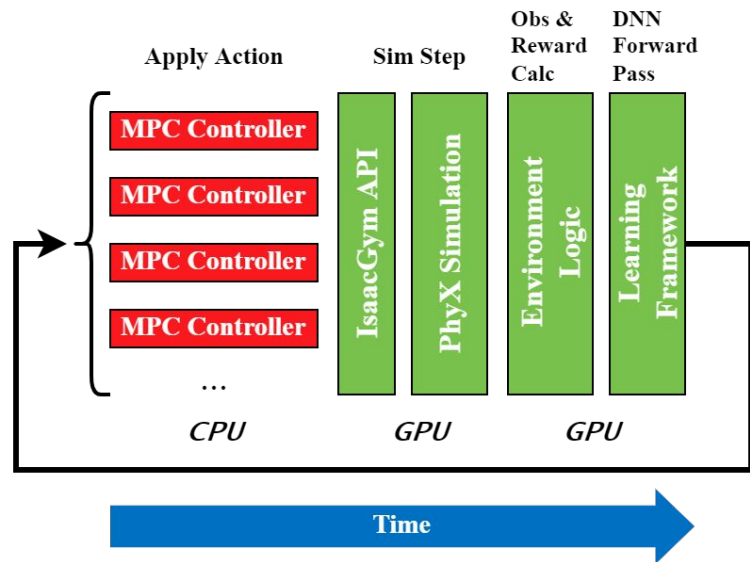 Apply Action
Sim Step
Obs &
Reward
Calc
DNN
Forward
Pass
MPC Controller
MPC Controller
MPC Controller
MPC Controller
...
IsaacGym API
PhyX Simulation
Environment
Logic
Learning
Framework
CPU
GPU
GPU
Time